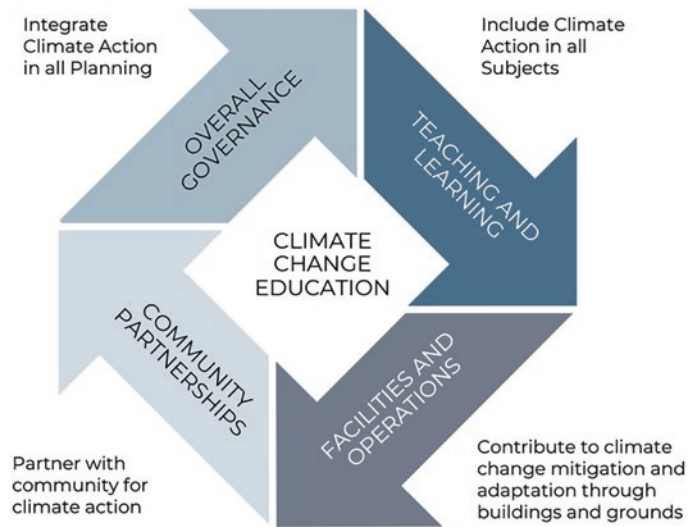 Integrate
Climate Action
in all Planning
Include Climate
Action in all
Subjects
OVERALL
GOVERNANCE
TEACHING AND
LEARNING
CLIMATE
CHANGE
EDUCATION
COMMUNITY
PARTNERSHIPS
FACILITIES AND
OPERATIONS
Partner with
community for
climate action
Contribute to climate
change mitigation and
adaptation through
buildings and grounds